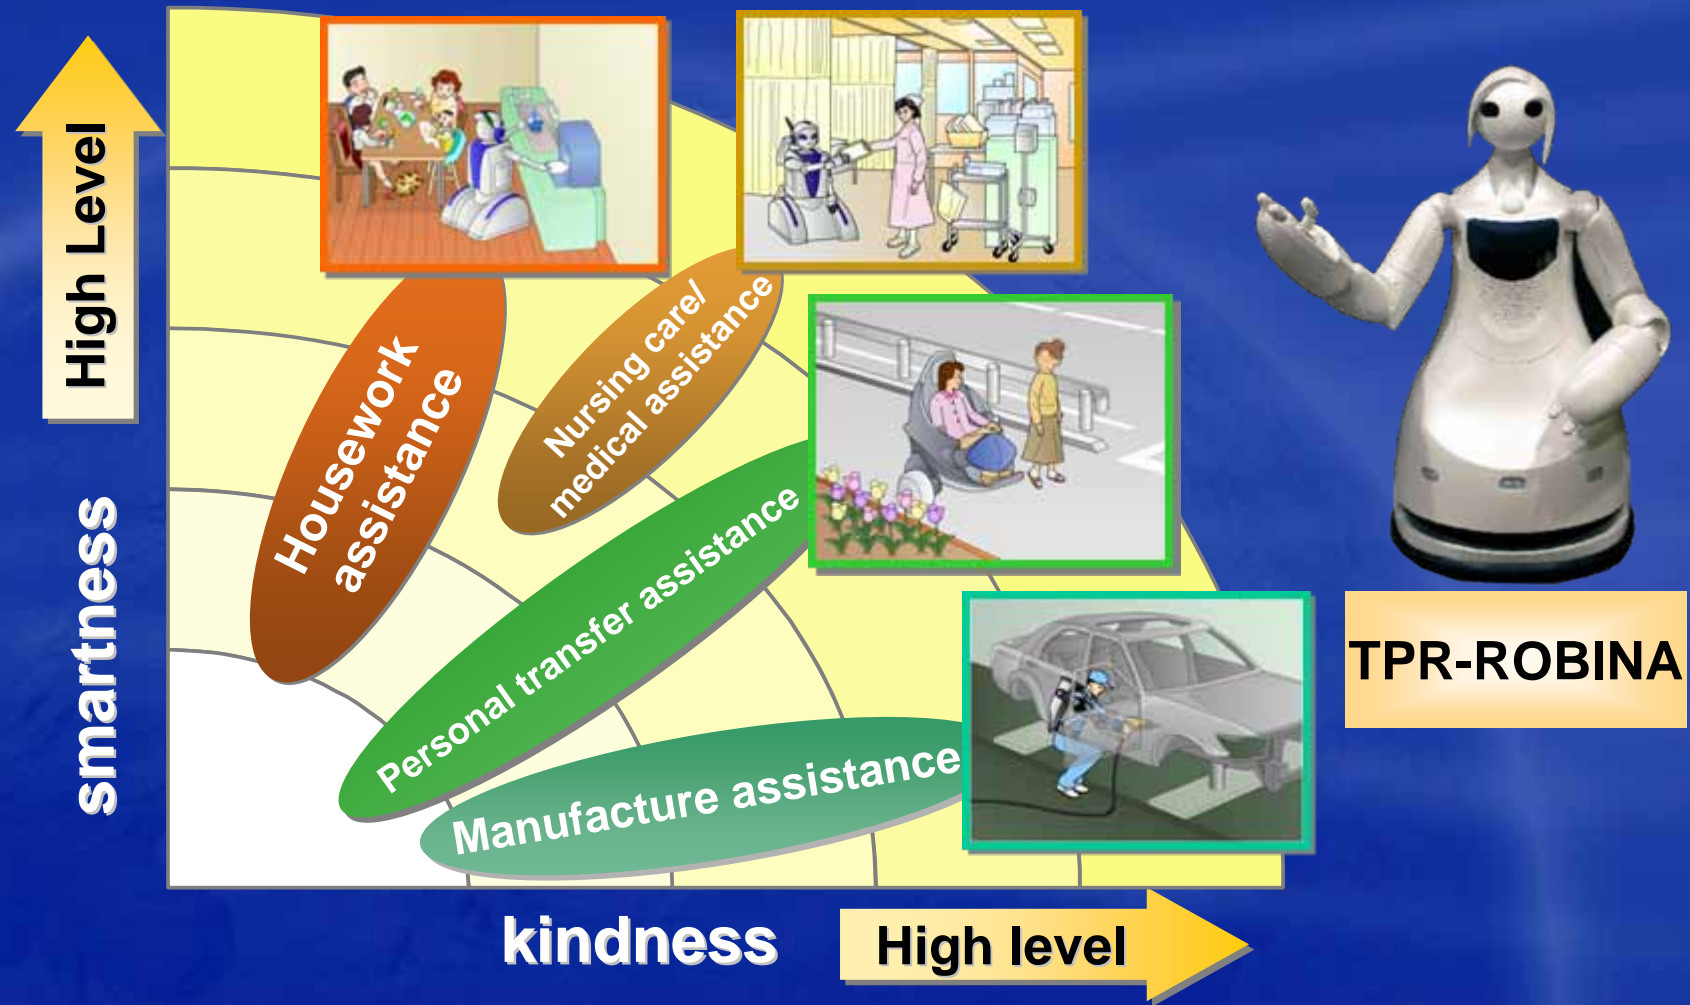 High Level
smartness
Housework
assistance
Nursing care/
medical assistance
Personal transfer assistance
Manufacture assistance
kindness
High level
TPR-ROBINA